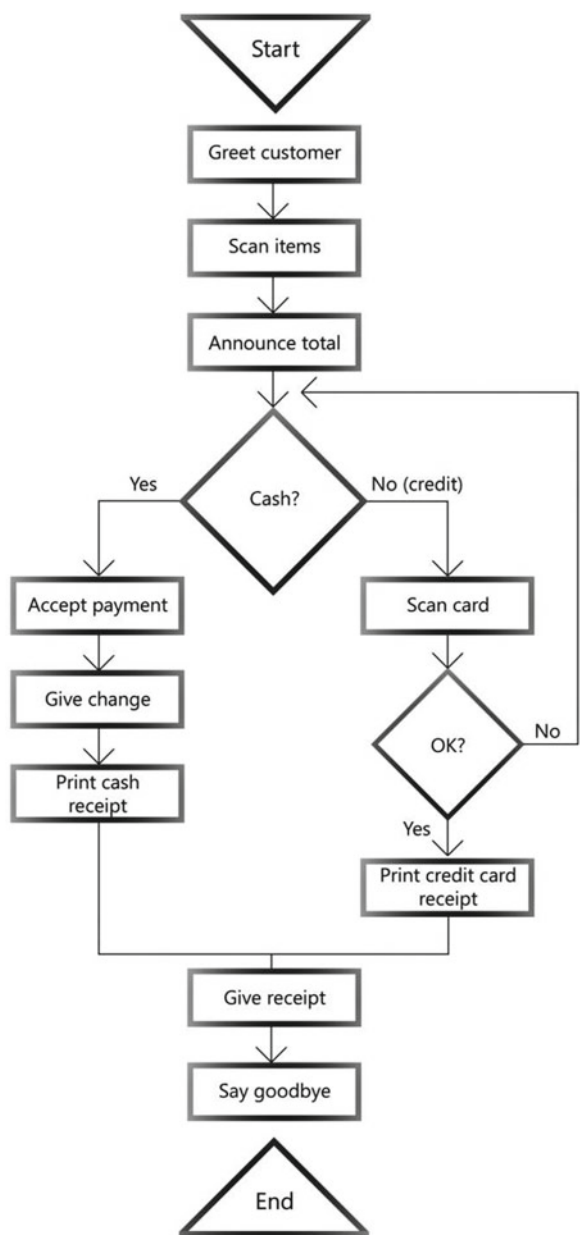 Start
Greet customer
Scan items
Announce total
Yes
No (credit)
Cash?
Accept payment
Scan card
Give change
OK?
No
Print cash
receipt
Yes
Print credit card
receipt
Give receipt
Say goodbye
End